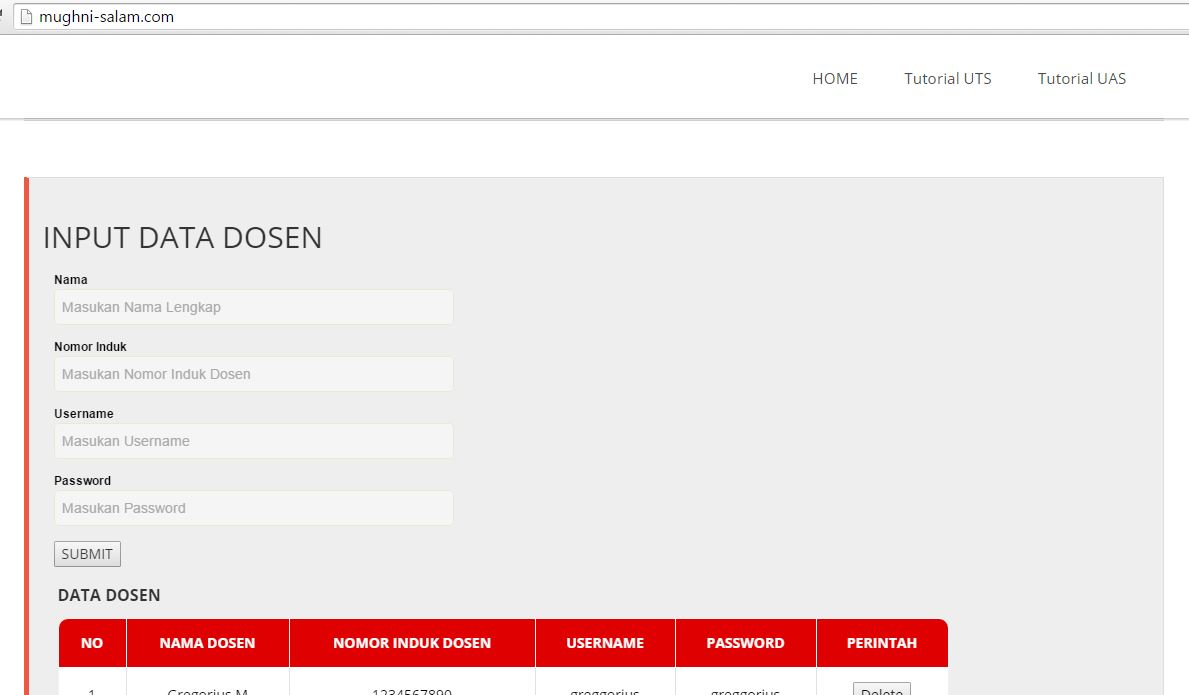 mughni-salam.com
HOME Tutorial UTS Tutorial UAS
INPUT DATA DOSEN
Nama
Masukan Nama Lengkap
Nomor Induk
Masukan Nomor Induk Dosen
Username
Masukan Username
Password
Masukan Password
SUBMIT
DATA DOSEN
NO NAMA DOSEN NOMOR INDUK DOSEN USERNAME PASSWORD PERINTAH
1 Gregorius M 1234567890 greggorius greggorius Delete